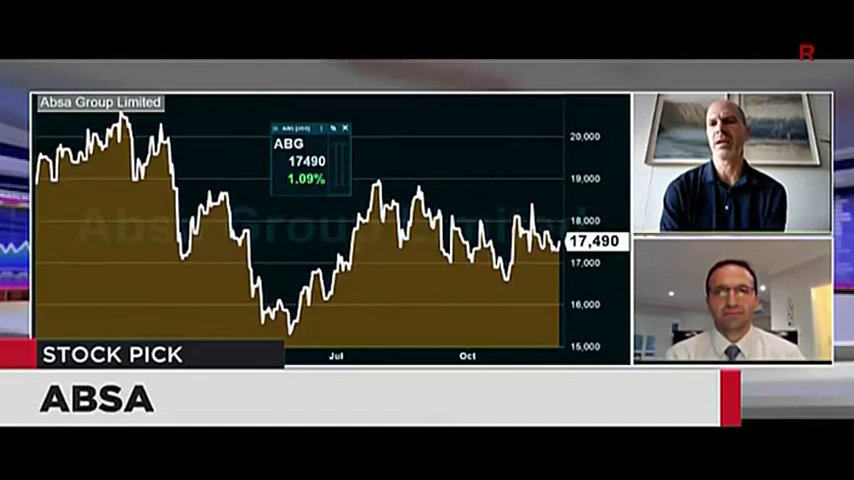 R
Absa Group Limited
ABG
17490
1.09%
20,000
19,000
18,000
17,490
17,000
16,000
15,000
Jul
Oct
STOCK PICK
ABSA